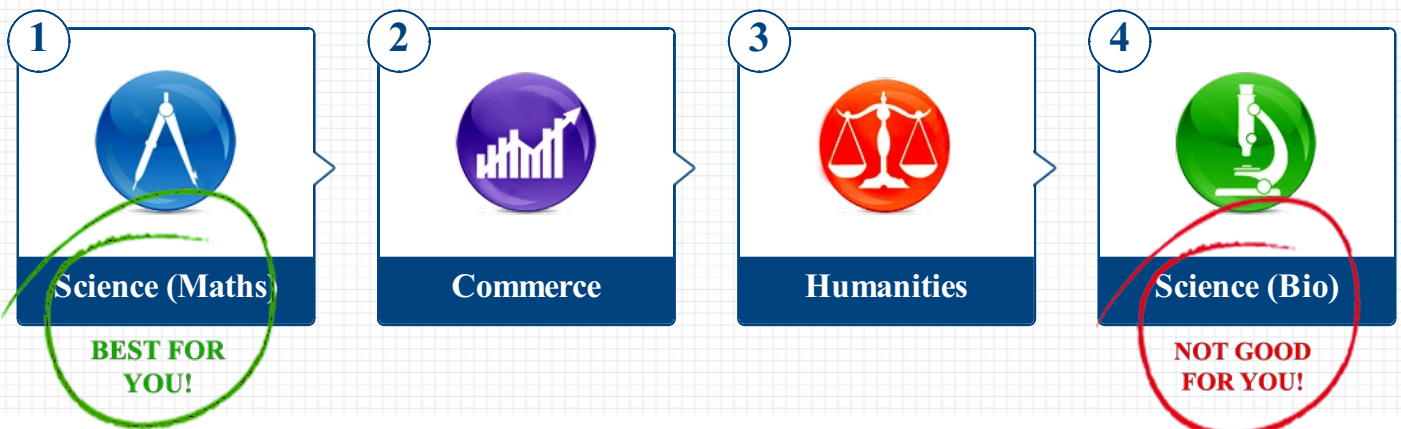 1
2
3
4
Science (Maths)
Commerce
Humanities
Science (Bio)
BEST FOR
YOU!
NOT GOOD
FOR YOU!